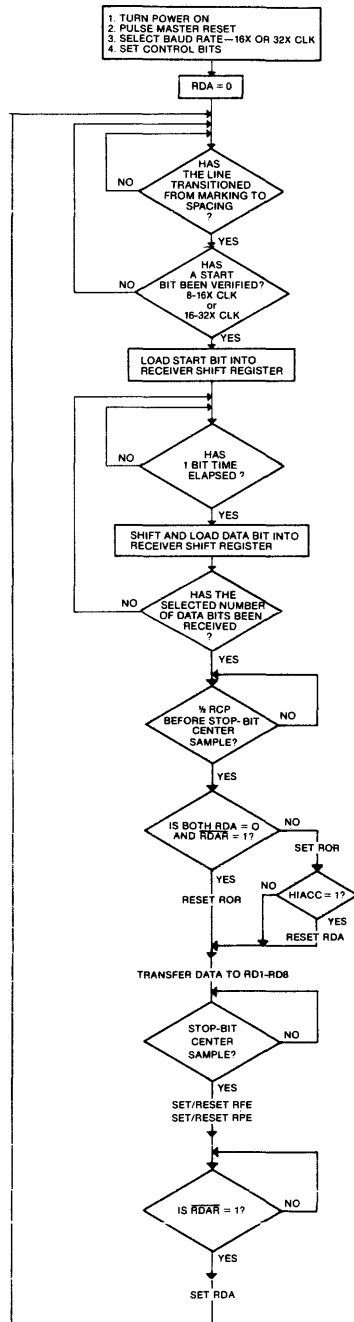 1. TURN POWER ON
2. PULSE MASTER RESET
3. SELECT BAUD RATE—16X OR 32X CLK
4. SET CONTROL BITS
RDA = 0
HAS
THE LINE
TRANSITIONED
FROM MARKING TO
SPACING
?
NO
YES
HAS
A START
BIT BEEN VERIFIED?
8-16X CLK
or
16-32X CLK
NO
YES
LOAD START BIT INTO
RECEIVER SHIFT REGISTER
HAS
1 BIT TIME
ELAPSED ?
NO
YES
SHIFT AND LOAD DATA BIT INTO
RECEIVER SHIFT REGISTER
HAS THE
SELECTED NUMBER
OF DATA BITS BEEN
RECEIVED
?
NO
YES
½ RCP
BEFORE STOP-BIT
CENTER
SAMPLE?
NO
YES
IS BOTH RDA = 0
AND R̅D̅A̅R̅ = 1?
NO
SET ROR
YES
RESET ROR
HIACC = 1?
NO
YES
RESET RDA
TRANSFER DATA TO RD1-RD8
STOP-BIT
CENTER
SAMPLE?
NO
YES
SET/RESET RFE
SET/RESET RPE
IS R̅D̅A̅R̅ = 1?
NO
YES
SET RDA